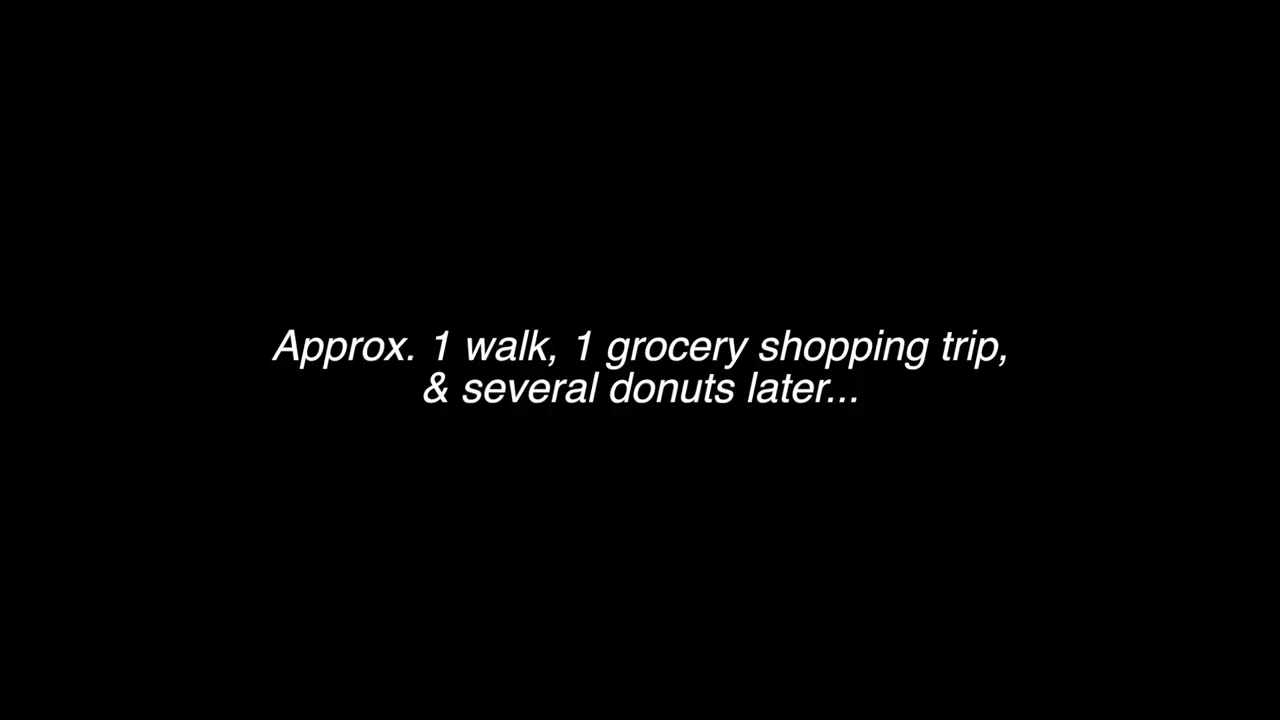 Approx. 1 walk, 1 grocery shopping trip,
& several donuts later...